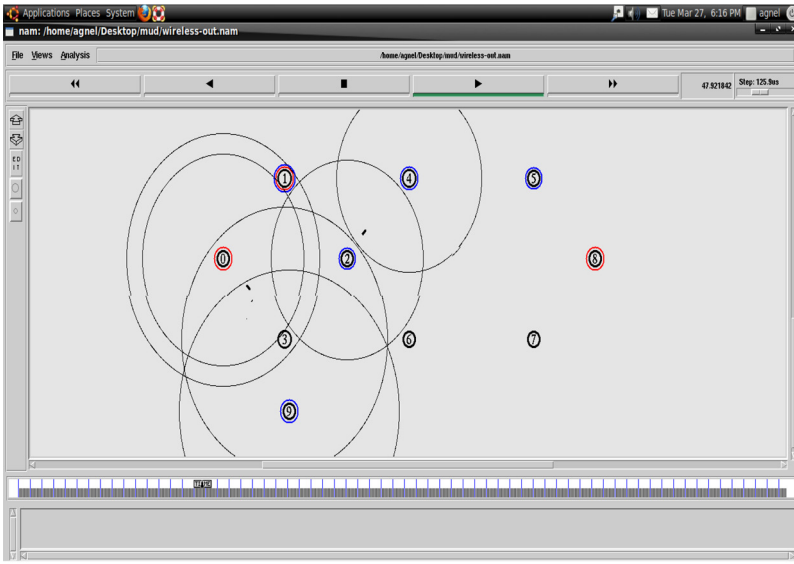 Applications Places System Tue Mar 27, 6:16 PM agnel
nam: /home/agnel/Desktop/mud/wireless-out.nam
File Views Analysis /home/agnel/Desktop/mud/wireless-out.nam
47.921842 Step: 125.9us
ED
IT
1 4 5
0 2 8
3 6 7
9